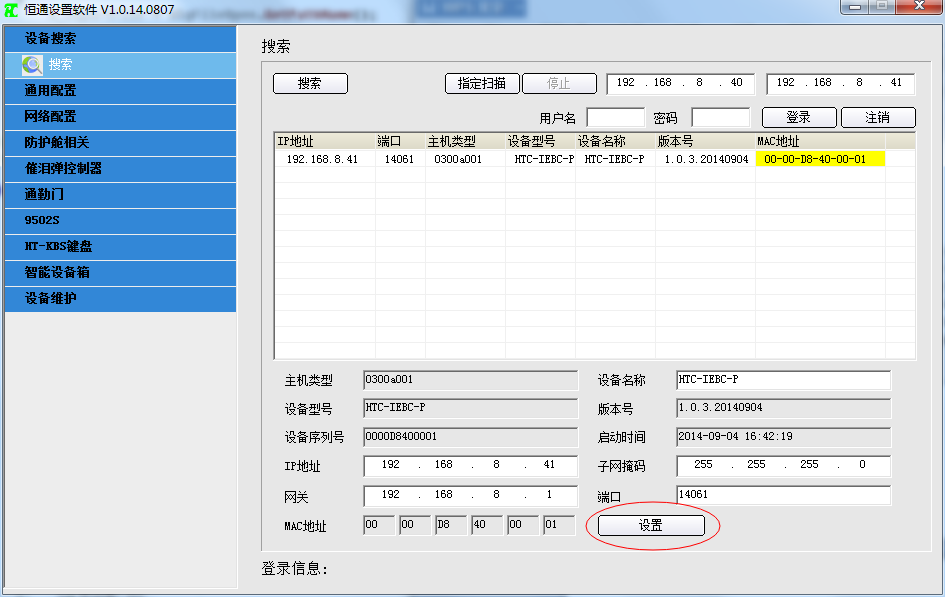 恒通设置软件 V1.0.14.0807
设备搜索
搜索
通用配置
网络配置
防护舱相关
催泪弹控制器
通勤门
9502S
HT-KBS键盘
智能设备箱
设备维护
搜索
搜索 指定扫描 停止 192 . 168 . 8 . 40 192 . 168 . 8 . 41
用户名 密码 登录 注销
IP地址 端口 主机类型 设备型号 设备名称 版本号 MAC地址
192.168.8.41 14061 0300a001 HTC-IEBC-P HTC-IEBC-P 1.0.3.20140904 00-00-D8-40-00-01
主机类型 0300a001 设备名称 HTC-IEBC-P
设备型号 HTC-IEBC-P 版本号 1.0.3.20140904
设备序列号 0000D8400001 启动时间 2014-09-04 16:42:19
IP地址 192 . 168 . 8 . 41 子网掩码 255 . 255 . 255 . 0
网关 192 . 168 . 8 . 1 端口 14061
MAC地址 00 00 D8 40 00 01 设置
登录信息: